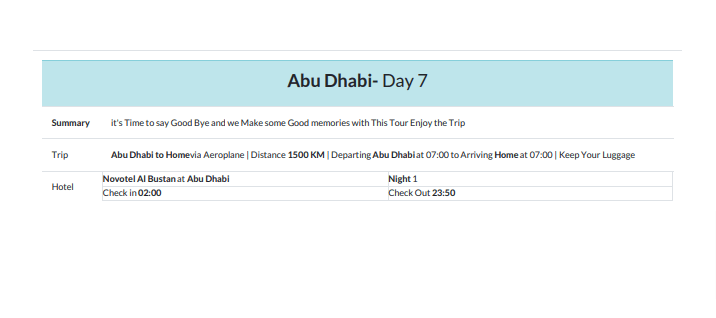 Abu Dhabi- Day 7
Summary it's Time to say Good Bye and we Make some Good memories with This Tour Enjoy the Trip
Trip Abu Dhabi to Homevia Aeroplane | Distance 1500 KM | Departing Abu Dhabi at 07:00 to Arriving Home at 07:00 | Keep Your Luggage
Hotel
Novotel Al Bustan at Abu Dhabi Night 1
Check in 02:00 Check Out 23:50